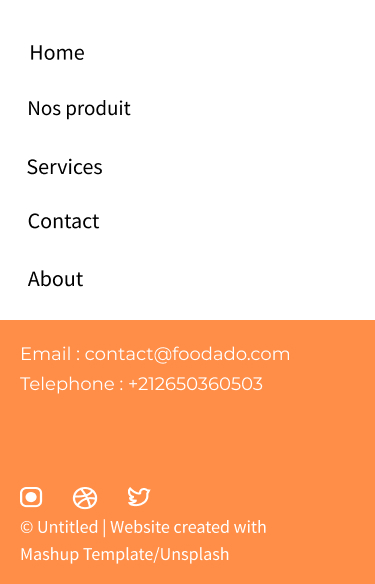 Home
Nos produit
Services
Contact
About
Email : contact@foodado.com
Telephone : +212650360503
© Untitled | Website created with
Mashup Template/Unsplash